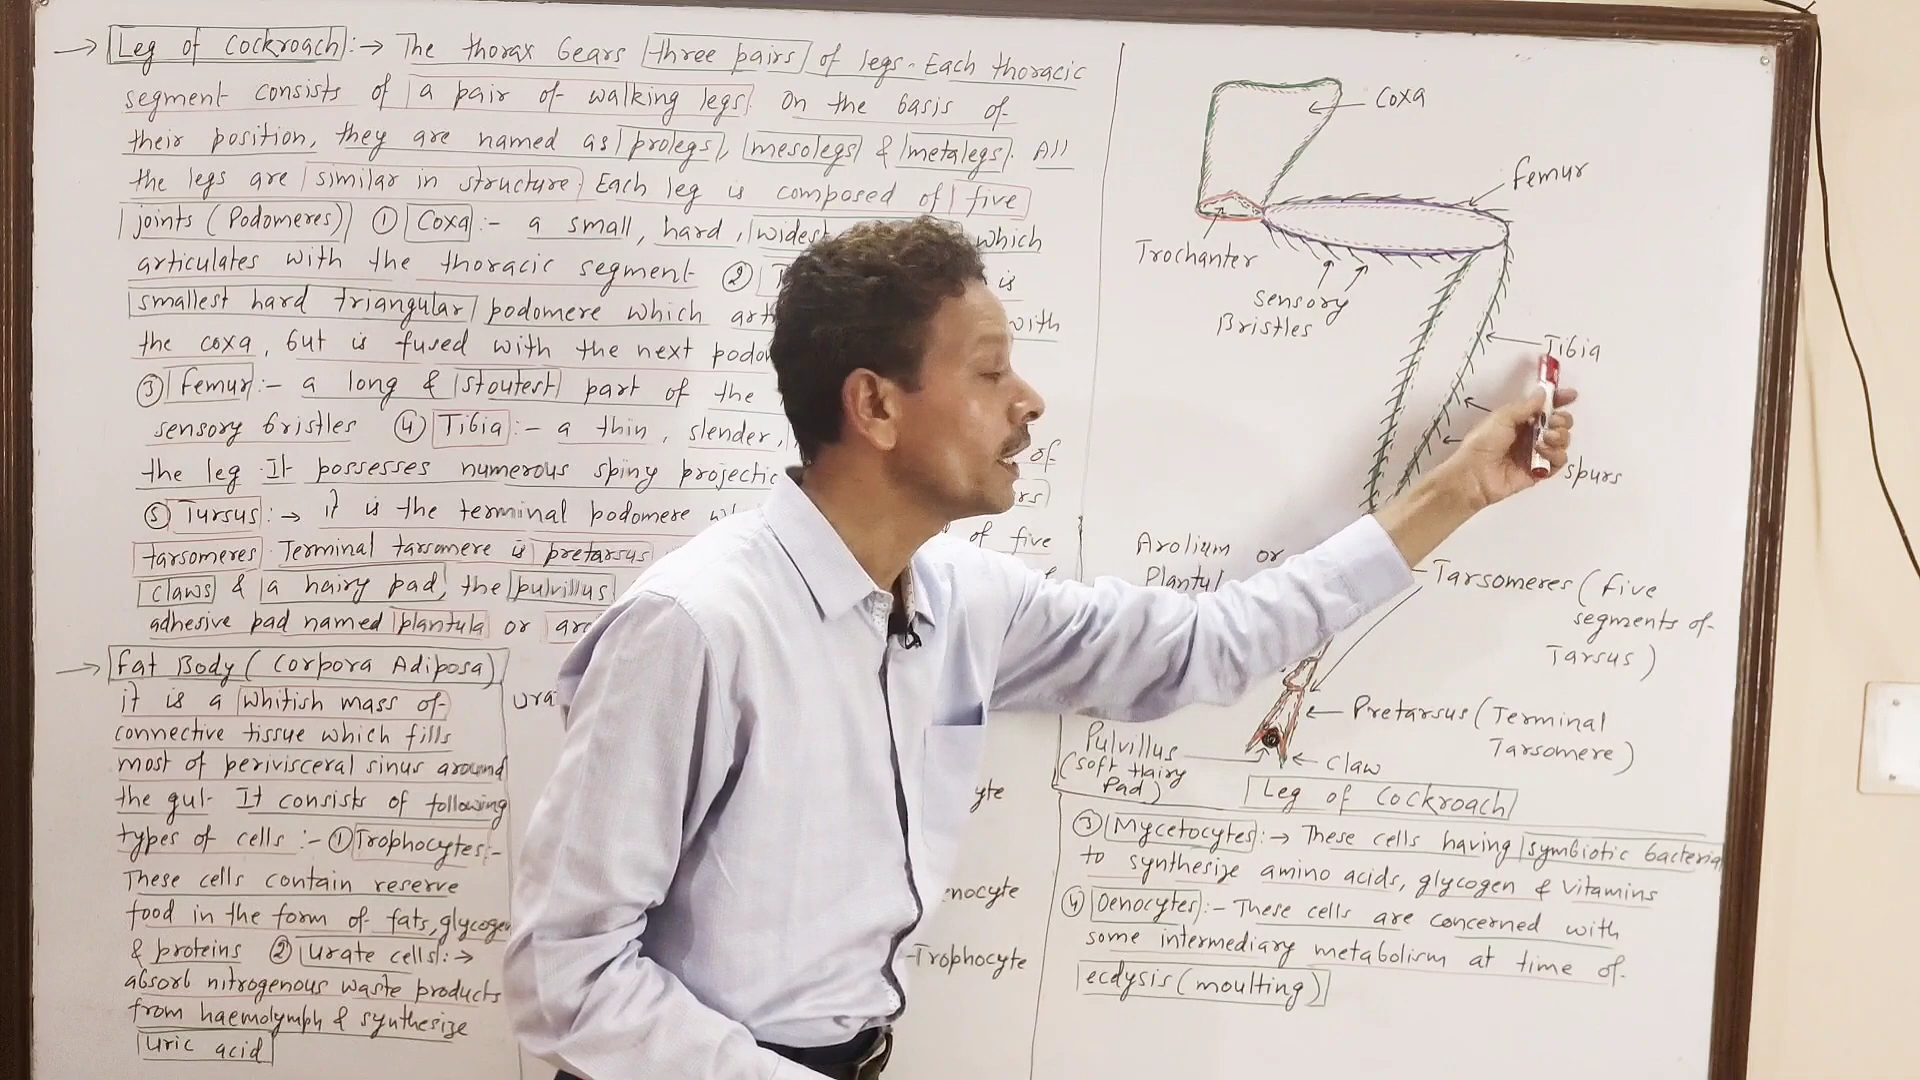 → Leg of Cockroach :→ The thorax bears three pairs of legs. Each thoracic
segment consists of a pair of walking legs. On the basis of
their position, they are named as prolegs, mesolegs & metalegs. All
the legs are similar in structure. Each leg is composed of five
joints (Podomeres) ① Coxa :- a small, hard, widest which
articulates with the thoracic segment ② is
smallest hard triangular podomere which with
the coxa, but is fused with the next
③ Femur :- a long & stoutest part of the
sensory bristles ④ Tibia :- a thin, slender, of
the leg. It possesses numerous spiny
⑤ Tursus :→ it is the terminal podomere of five
tarsomeres. Terminal tarsomere is pretarsus
claws & a hairy pad, the pulvillus
adhesive pad named plantula or
→ Fat Body (Corpora Adiposa)
it is a whitish mass of
connective tissue which fills
most of perivisceral sinus around
the gut. It consists of following
types of cells :- ① Trophocytes:-
These cells contain reserve
food in the form of fats, glycogen
& proteins ② Urate cells :→
absorb nitrogenous waste products
from haemolymph & synthesize
uric acid
Trophocyte
Coxa
Femur
Trochanter
Sensory
Bristles
Tibia
spurs
Arolium or
Tarsomeres (Five
segments of
Tarsus)
Pretarsus (Terminal
Tarsomere)
Pulvillus
(soft Hairy
Pad)
Claw
Leg of Cockroach
③ Mycetocytes :→ These cells having symbiotic bacteria
to synthesize amino acids, glycogen & vitamins
④ Oenocytes :- These cells are concerned with
some intermediary metabolism at time of
ecdysis (moulting)